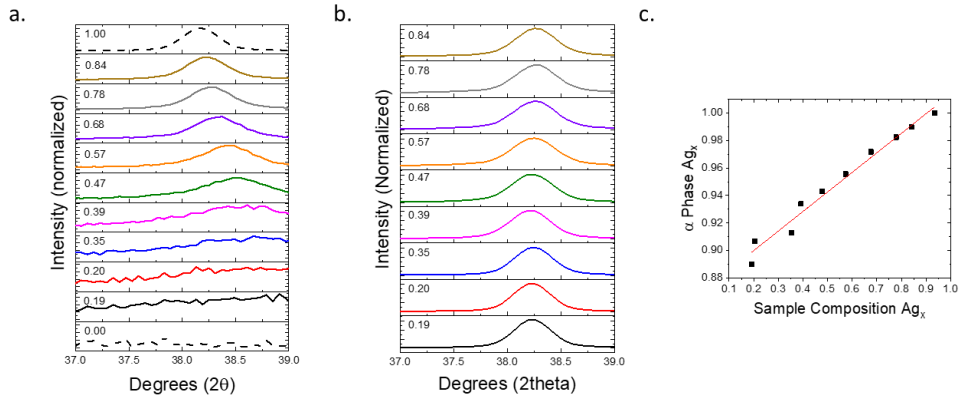 a.
Intensity (normalized)
1.00
0.84
0.78
0.68
0.57
0.47
0.39
0.35
0.20
0.19
0.00
37.0 37.5 38.0 38.5 39.0
Degrees (2θ)
b.
Intensity (Normalized)
0.84
0.78
0.68
0.57
0.47
0.39
0.35
0.20
0.19
37.0 37.5 38.0 38.5 39.0
Degrees (2theta)
c.
α Phase Agx
1.00
0.98
0.96
0.94
0.92
0.90
0.88
0.1 0.2 0.3 0.4 0.5 0.6 0.7 0.8 0.9 1.0
Sample Composition Agx